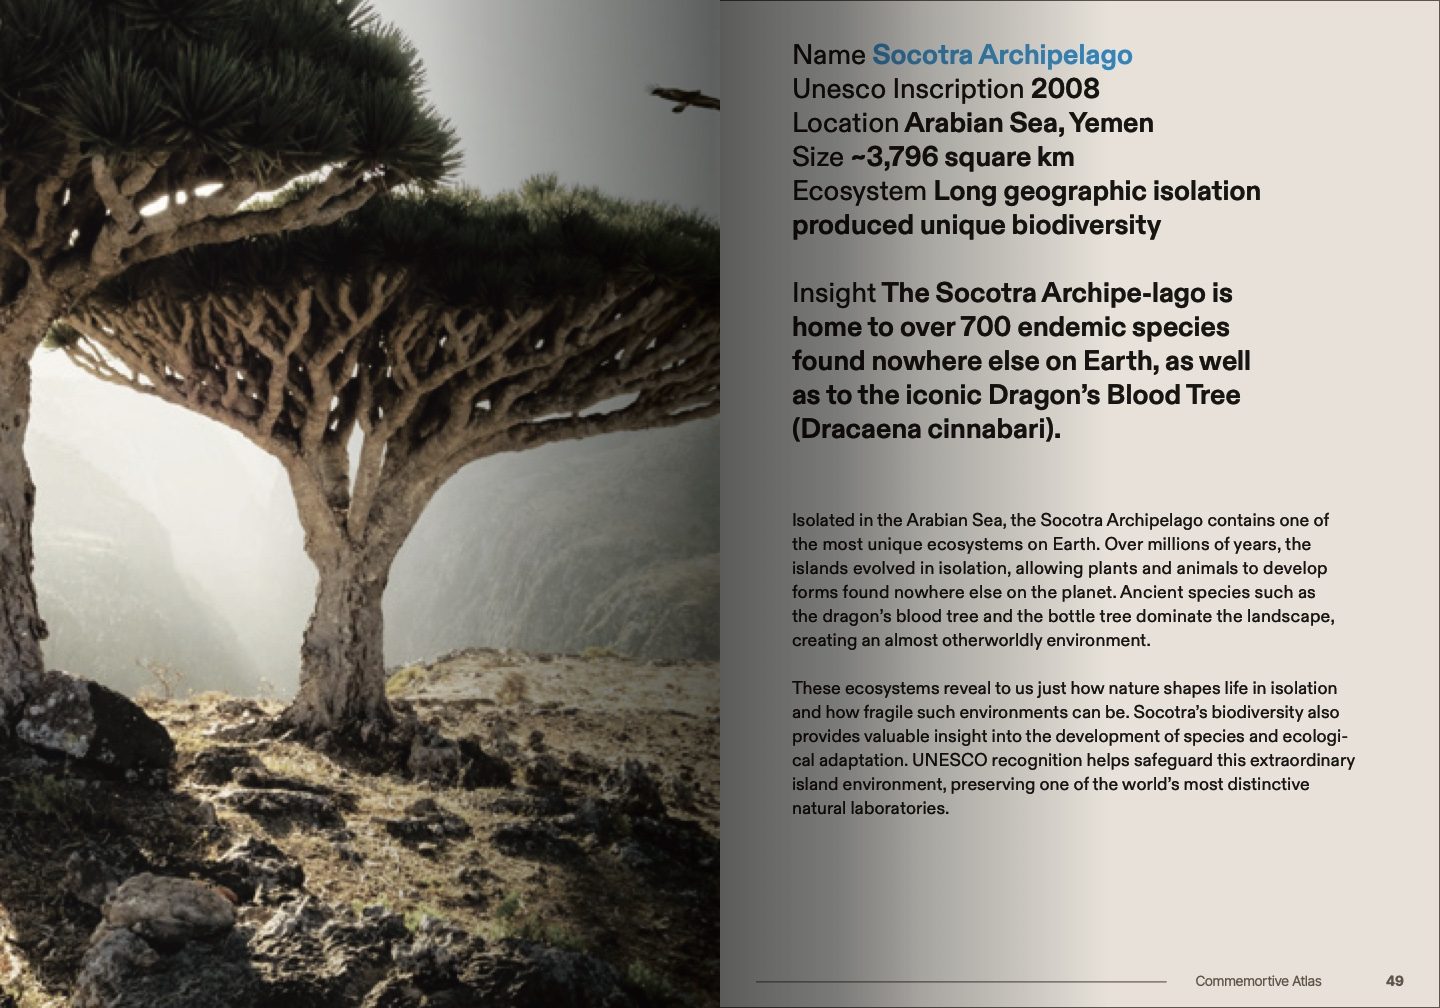 Name Socotra Archipelago
Unesco Inscription 2008
Location Arabian Sea, Yemen
Size ~3,796 square km
Ecosystem Long geographic isolation
produced unique biodiversity
Insight The Socotra Archipe-lago is
home to over 700 endemic species
found nowhere else on Earth, as well
as to the iconic Dragon’s Blood Tree
(Dracaena cinnabari).
Isolated in the Arabian Sea, the Socotra Archipelago contains one of
the most unique ecosystems on Earth. Over millions of years, the
islands evolved in isolation, allowing plants and animals to develop
forms found nowhere else on the planet. Ancient species such as
the dragon’s blood tree and the bottle tree dominate the landscape,
creating an almost otherworldly environment.
These ecosystems reveal to us just how nature shapes life in isolation
and how fragile such environments can be. Socotra’s biodiversity also
provides valuable insight into the development of species and ecologi-
cal adaptation. UNESCO recognition helps safeguard this extraordinary
island environment, preserving one of the world’s most distinctive
natural laboratories.
Commemortive Atlas 49